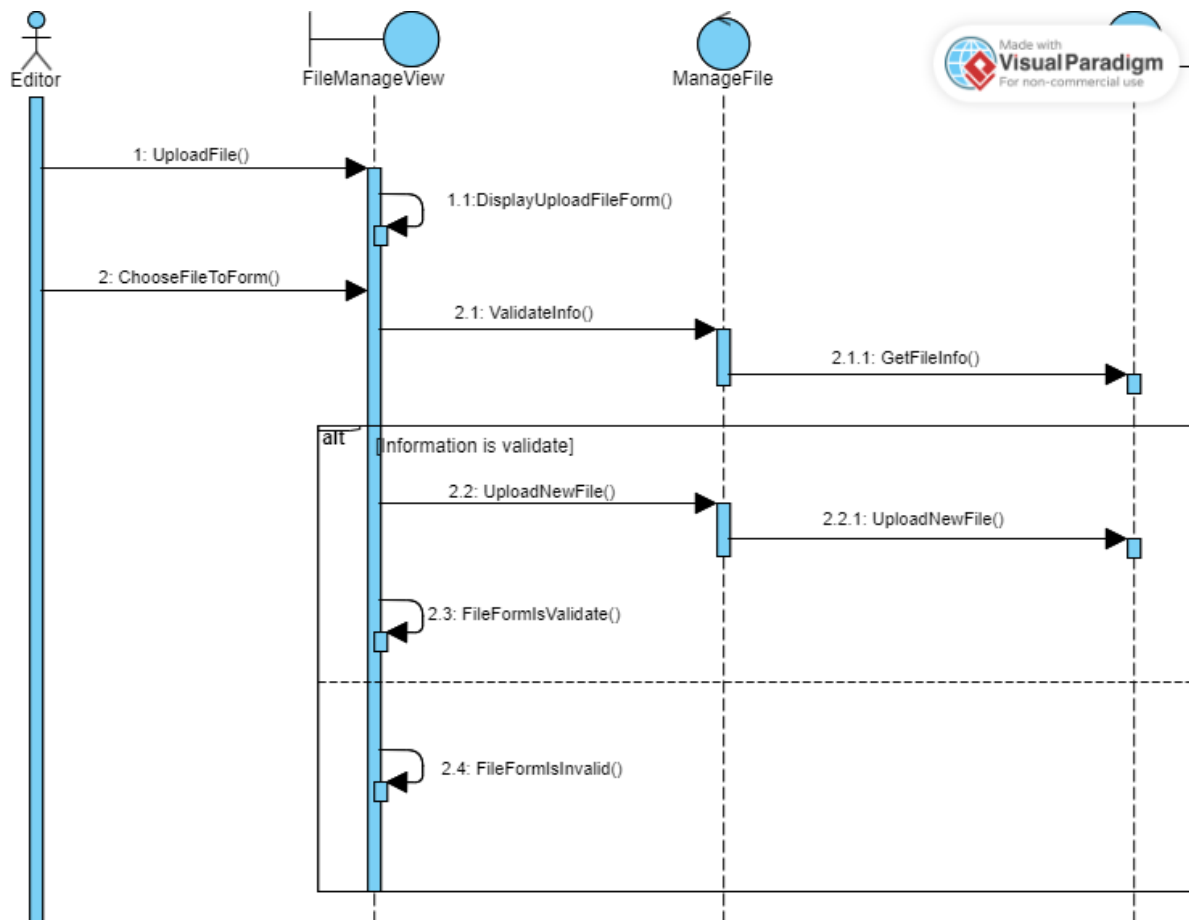 Editor
FileManageView
ManageFile
Made with
VisualParadigm
For non-commercial use
1: UploadFile()
1.1:DisplayUploadFileForm()
2: ChooseFileToForm()
2.1: ValidateInfo()
2.1.1: GetFileInfo()
alt
[Information is validate]
2.2: UploadNewFile()
2.2.1: UploadNewFile()
2.3: FileFormIsValidate()
2.4: FileFormIsInvalid()